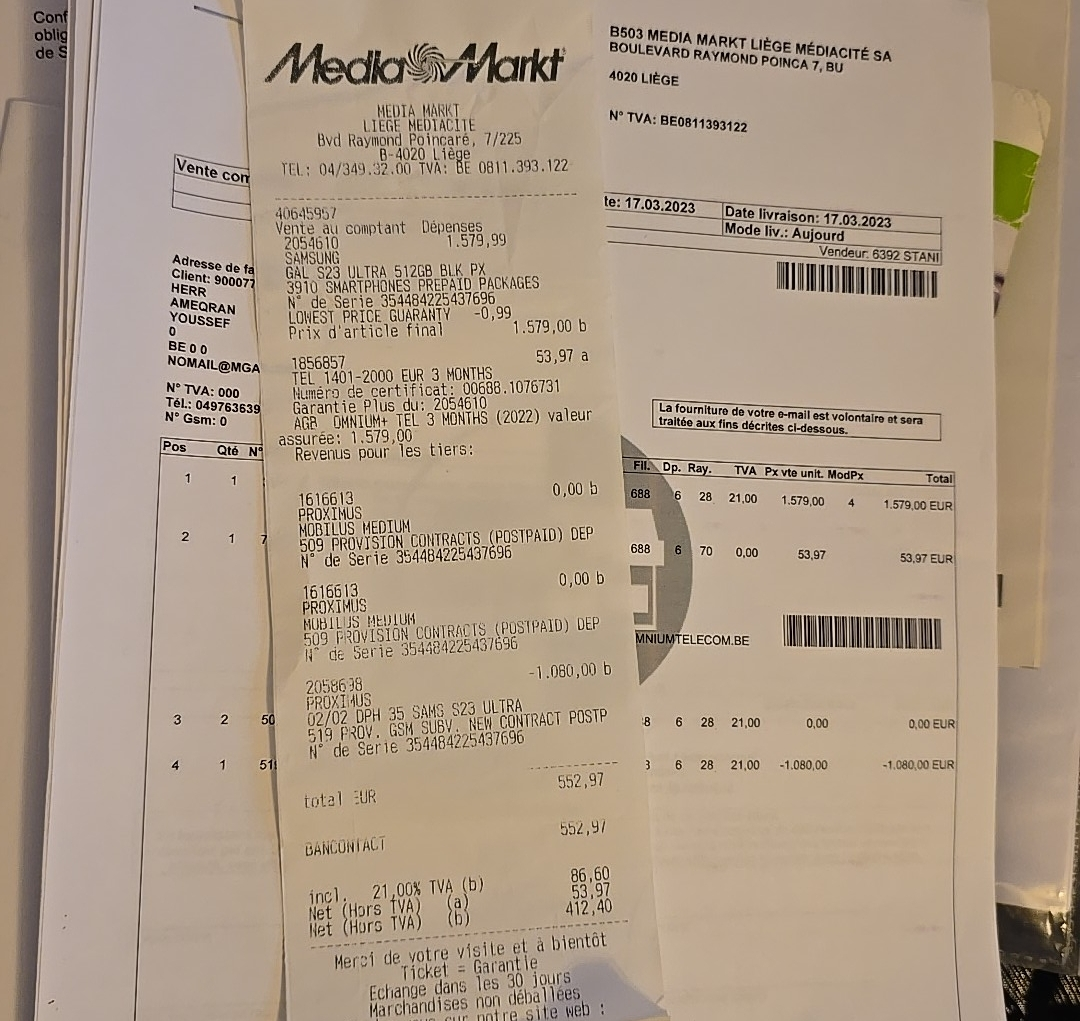 Conf
oblig
de S
Media Markt
MEDIA MARKT
LIEGE MEDIACITE
Bvd Raymond Poincaré, 7/225
B-4020 Liège
TEL: 04/349.32.00 TVA: BE 0811.393.122
40645957
Vente au comptant Dépenses
2054610 1.579,99
SAMSUNG
GAL S23 ULTRA 512GB BLK PX
3910 SMARTPHONES PREPAID PACKAGES
N° de Serie 354484225437696
LOWEST PRICE GUARANTY -0,99
Prix d'article final 1.579,00 b
1856857 53,97 a
TEL 1401-2000 EUR 3 MONTHS
Numéro de certificat: 00688.1076731
Garantie Plus du: 2054610
AGB OMNIUM+ TEL 3 MONTHS (2022) valeur
assurée: 1.579,00
Revenus pour les tiers:
1616613 0,00 b
PROXIMUS
MOBILUS MEDIUM
509 PROVISION CONTRACTS (POSTPAID) DEP
N° de Serie 354484225437696
1616613 0,00 b
PROXIMUS
MOBILUS MEDIUM
509 PROVISION CONTRACTS (POSTPAID) DEP
N° de Serie 354484225437696
2058698 -1.080,00 b
PROXIMUS
02/02 DPH 35 SAMS S23 ULTRA
519 PROV. GSM SUBV. NEW CONTRACT POSTP
N° de Serie 354484225437696
total EUR 552,97
BANCONTACT 552,97
incl. 21,00% TVA (b) 86,60
Net (Hors TVA) (a) 53,97
Net (Hors TVA) (b) 412,40
Merci de votre visite et à bientôt
Ticket = Garantie
Echange dans les 30 jours
Marchandises non déballées
sur notre site web :
B503 MEDIA MARKT LIÈGE MÉDIACITÉ SA
BOULEVARD RAYMOND POINCA 7, BU
4020 LIÈGE
N° TVA: BE0811393122
Vente com
te: 17.03.2023 Date livraison: 17.03.2023
Mode liv.: Aujourd
Vendeur: 6392 STANI
Adresse de fa
Client: 900077
HERR
AMEQRAN
YOUSSEF
0
BE 0 0
NOMAIL@MGA
N° TVA: 000
Tél.: 049763639
N° Gsm: 0
La fourniture de votre e-mail est volontaire et sera
traitée aux fins décrites ci-dessous.
Pos Qté N° Fil. Dp. Ray. TVA Px vte unit. ModPx Total
1 1 688 6 28 21,00 1.579,00 4 1.579,00 EUR
2 1 7 688 6 70 0,00 53,97 53,97 EUR
MNIUMTELECOM.BE
3 2 50 8 6 28 21,00 0,00 0,00 EUR
4 1 519 6 28 21,00 -1.080,00 -1.080,00 EUR